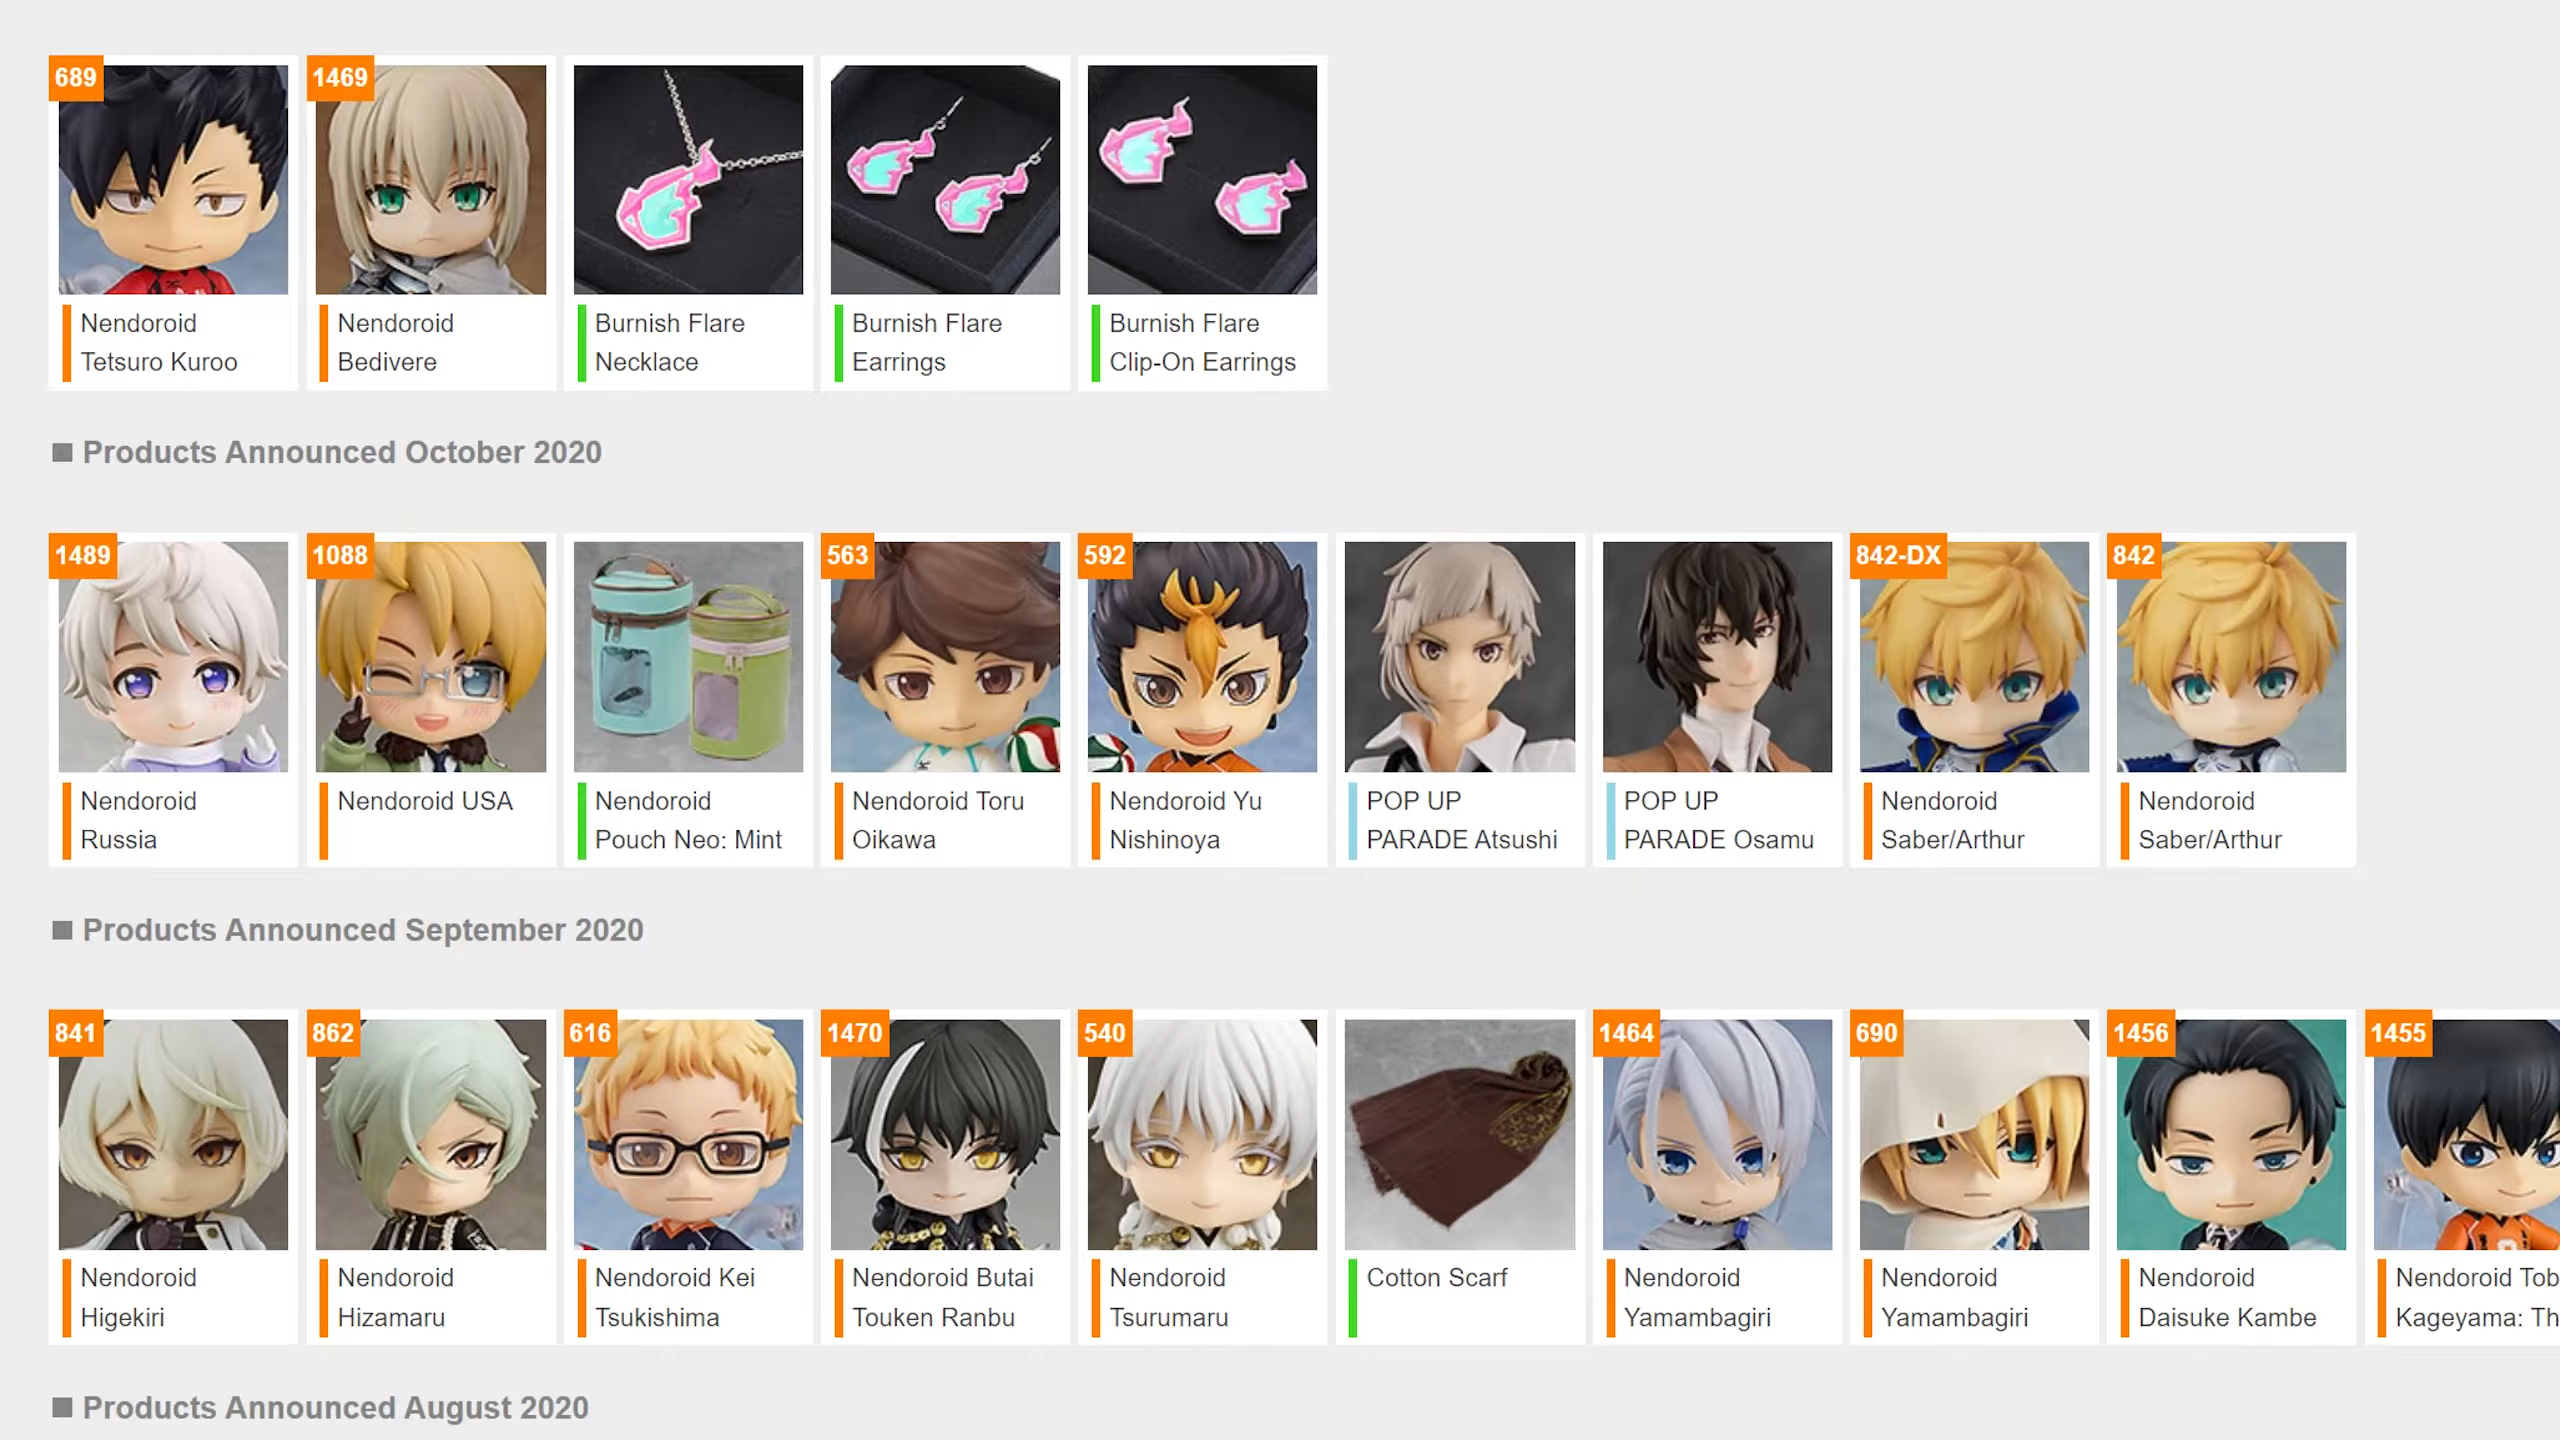 689
1469
Nendoroid
Tetsuro Kuroo
Nendoroid
Bedivere
Burnish Flare
Necklace
Burnish Flare
Earrings
Burnish Flare
Clip-On Earrings
Products Announced October 2020
1489
1088
563
592
842-DX
842
Nendoroid
Russia
Nendoroid USA
Nendoroid
Pouch Neo: Mint
Nendoroid Toru
Oikawa
Nendoroid Yu
Nishinoya
POP UP
PARADE Atsushi
POP UP
PARADE Osamu
Nendoroid
Saber/Arthur
Nendoroid
Saber/Arthur
Products Announced September 2020
841
862
616
1470
540
1464
690
1456
1455
Nendoroid
Higekiri
Nendoroid
Hizamaru
Nendoroid Kei
Tsukishima
Nendoroid Butai
Touken Ranbu
Nendoroid
Tsurumaru
Cotton Scarf
Nendoroid
Yamambagiri
Nendoroid
Yamambagiri
Nendoroid
Daisuke Kambe
Nendoroid Tob
Kageyama: Th
Products Announced August 2020